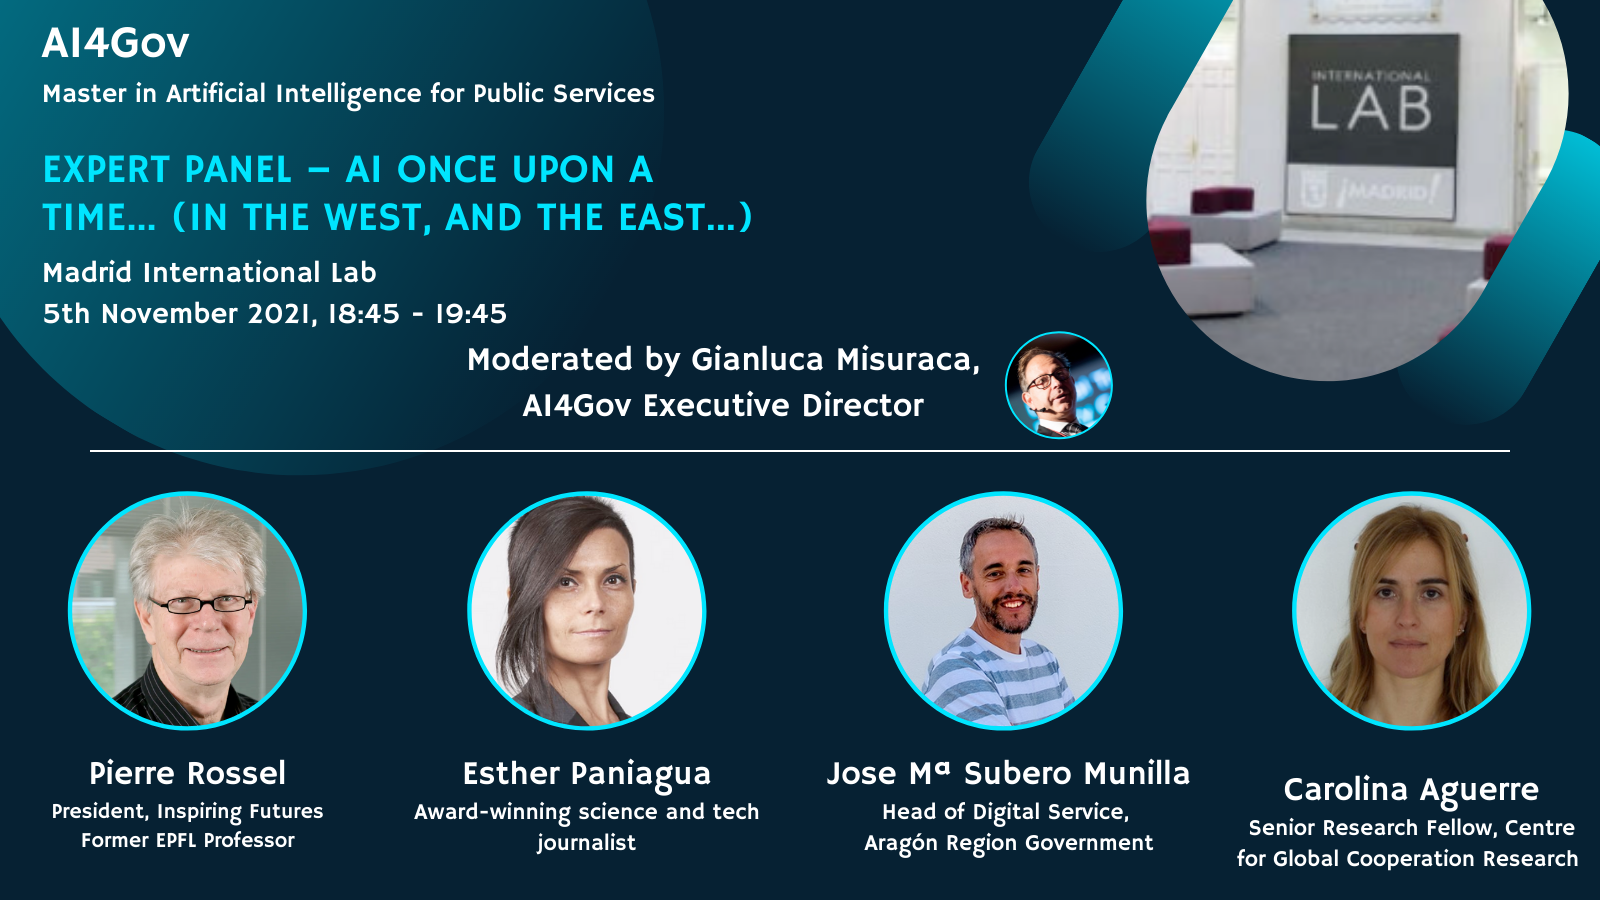 AI4Gov
Master in Artificial Intelligence for Public Services
EXPERT PANEL – AI ONCE UPON A
TIME... (IN THE WEST, AND THE EAST...)
Madrid International Lab
5th November 2021, 18:45 - 19:45
INTERNATIONAL
LAB
¡MADRID!
Moderated by Gianluca Misuraca,
AI4Gov Executive Director
Pierre Rossel
President, Inspiring Futures
Former EPFL Professor
Esther Paniagua
Award-winning science and tech
journalist
Jose Mª Subero Munilla
Head of Digital Service,
Aragón Region Government
Carolina Aguerre
Senior Research Fellow, Centre
for Global Cooperation Research